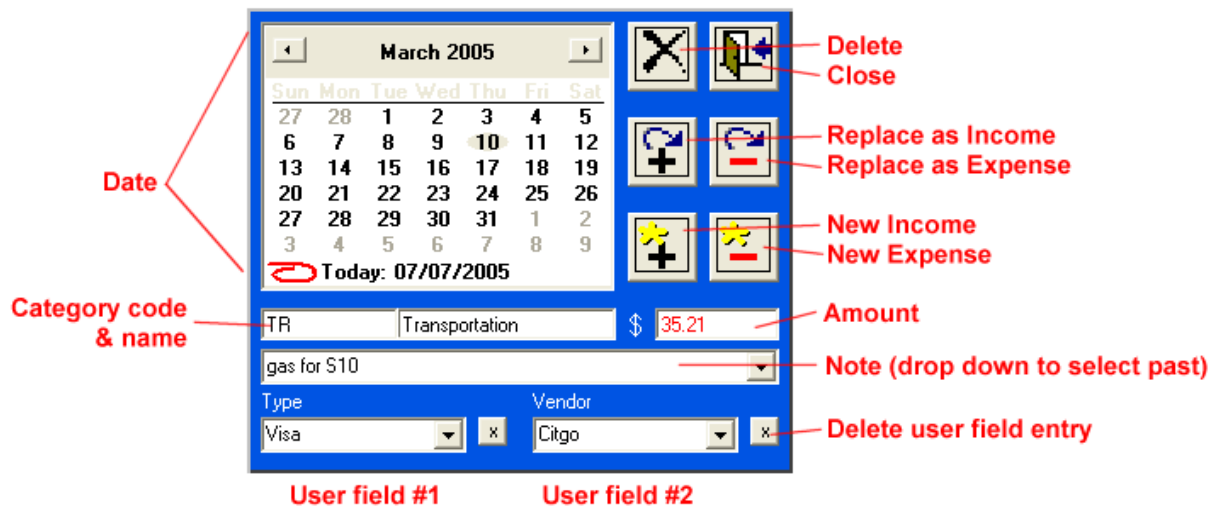 March 2005
Sun Mon Tue Wed Thu Fri Sat
27 28 1 2 3 4 5
6 7 8 9 10 11 12
13 14 15 16 17 18 19
20 21 22 23 24 25 26
27 28 29 30 31 1 2
3 4 5 6 7 8 9
Today: 07/07/2005
Date
Delete
Close
Replace as Income
Replace as Expense
New Income
New Expense
Category code
& name
TR Transportation $ 35.21
Amount
gas for S10
Note (drop down to select past)
Type Vendor
Visa x Citgo x
Delete user field entry
User field #1 User field #2